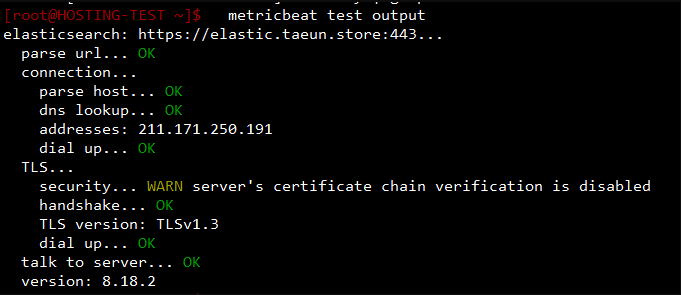 [root@HOSTING-TEST ~]$ metricbeat test output
elasticsearch: https://elastic.taeun.store:443...
parse url... OK
connection...
parse host... OK
dns lookup... OK
addresses: 211.171.250.191
dial up... OK
TLS...
security... WARN server's certificate chain verification is disabled
handshake... OK
TLS version: TLSv1.3
dial up... OK
talk to server... OK
version: 8.18.2